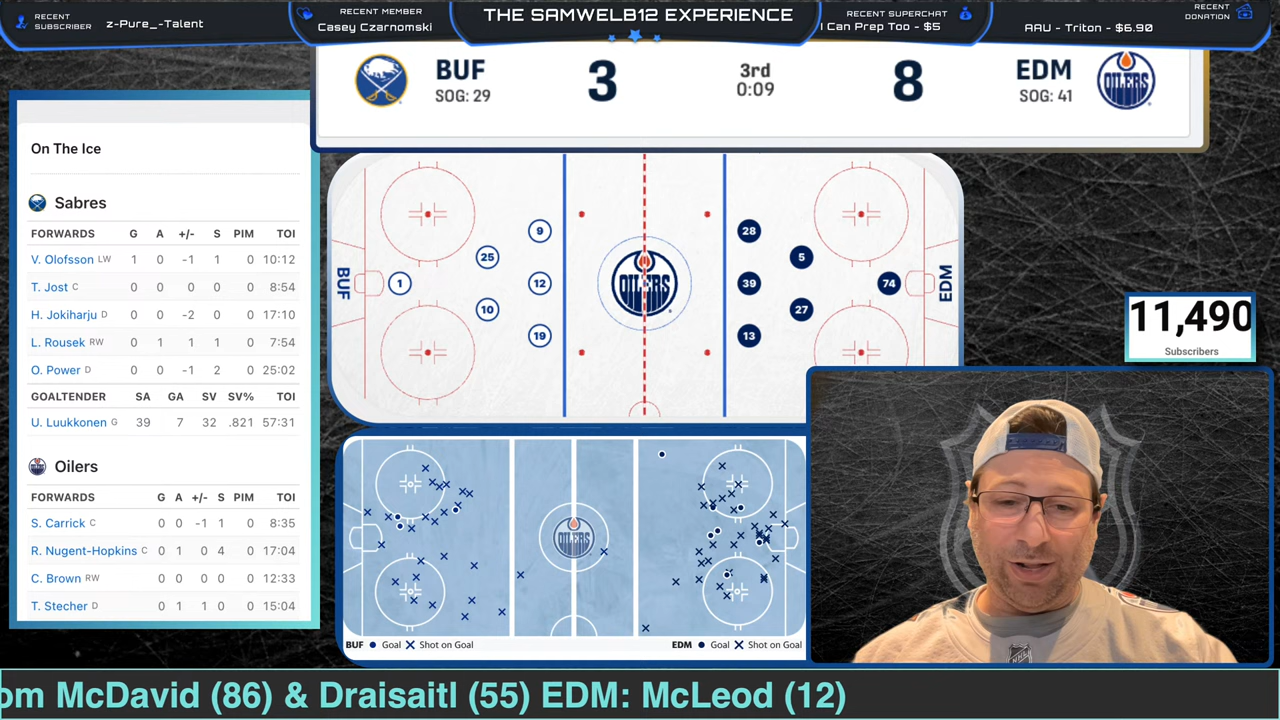 RECENT SUBSCRIBER
z-Pure_-Talent
RECENT MEMBER
Casey Czarnomski
THE SAMWELB12 EXPERIENCE
RECENT SUPERCHAT
I Can Prep Too - $5
RECENT DONATION
AAU - Triton - $6.90
BUF
SOG: 29
3
3rd
0:09
8
EDM
SOG: 41
OILERS
On The Ice
Sabres
FORWARDS G A +/- S PIM TOI
V. Olofsson LW 1 0 -1 1 0 10:12
T. Jost C 0 0 0 0 0 8:54
H. Jokiharju D 0 0 -2 0 0 17:10
L. Rousek RW 0 1 1 1 0 7:54
O. Power D 0 0 -1 2 0 25:02
GOALTENDER SA GA SV SV% TOI
U. Luukkonen G 39 7 32 .821 57:31
Oilers
FORWARDS G A +/- S PIM TOI
S. Carrick C 0 0 -1 1 0 8:35
R. Nugent-Hopkins C 0 1 0 4 0 17:04
C. Brown RW 0 0 0 0 0 12:33
T. Stecher D 0 1 1 0 0 15:04
BUF
1
25
10
9
12
19
OILERS
28
39
13
5
27
74
EDM
11,490
Subscribers
OILERS
BUF Goal Shot on Goal
EDM Goal Shot on Goal
NHL
om McDavid (86) & Draisaitl (55) EDM: McLeod (12)